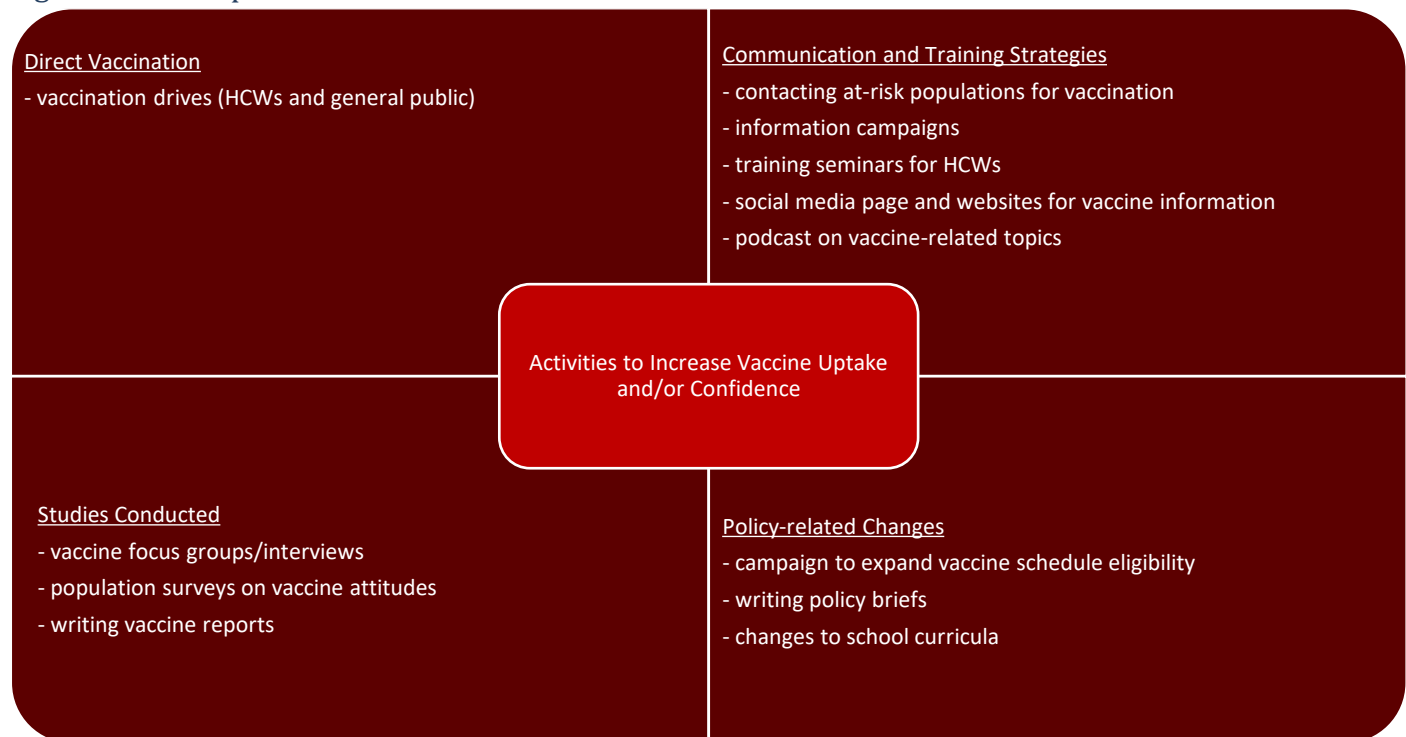 Direct Vaccination
- vaccination drives (HCWs and general public)
Communication and Training Strategies
- contacting at-risk populations for vaccination
- information campaigns
- training seminars for HCWs
- social media page and websites for vaccine information
- podcast on vaccine-related topics
Activities to Increase Vaccine Uptake
and/or Confidence
Studies Conducted
- vaccine focus groups/interviews
- population surveys on vaccine attitudes
- writing vaccine reports
Policy-related Changes
- campaign to expand vaccine schedule eligibility
- writing policy briefs
- changes to school curricula